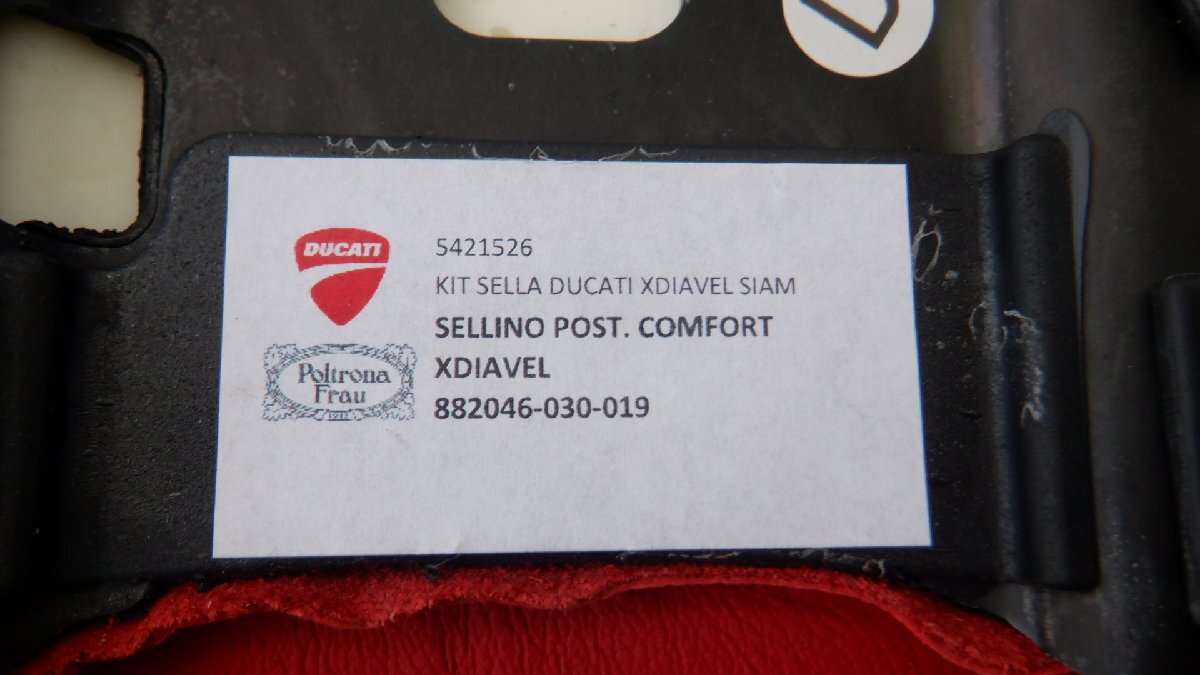 DUCATI
5421526
KIT SELLA DUCATI XDIAVEL SIAM
SELLINO POST. COMFORT
XDIAVEL
882046-030-019
Poltrona
Frau